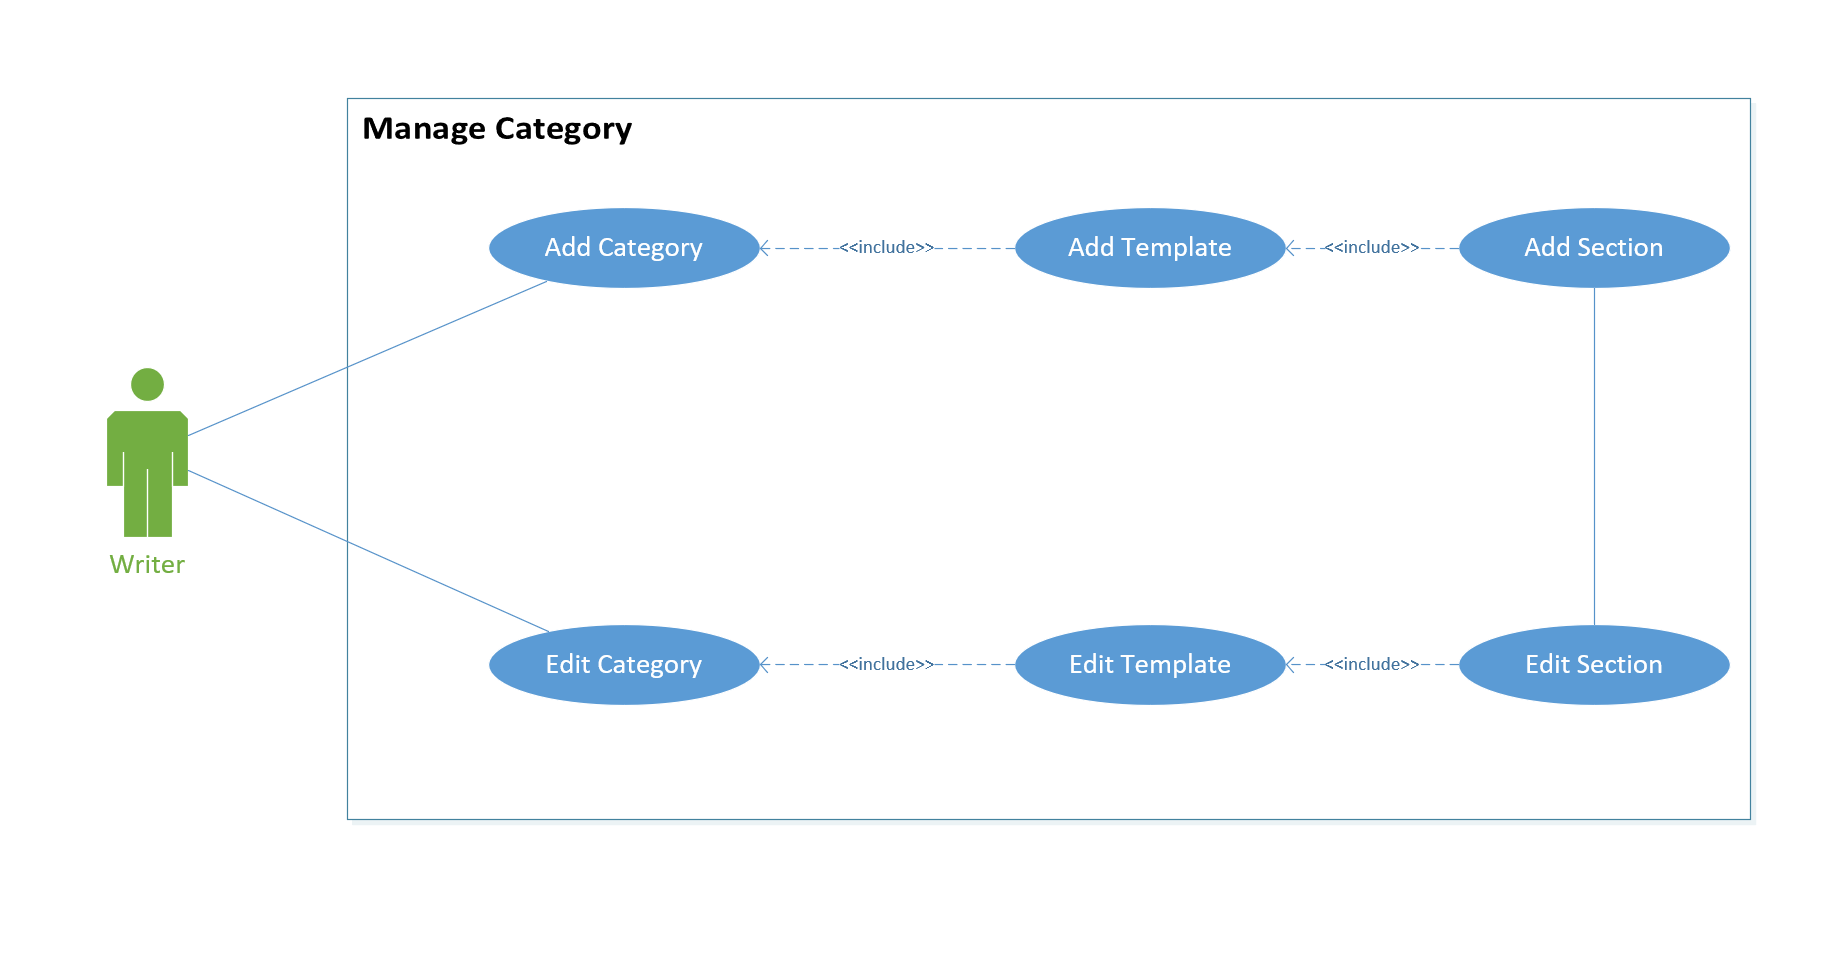 Manage Category
Add Category
<<include>>
Add Template
<<include>>
Add Section
Writer
Edit Category
<<include>>
Edit Template
<<include>>
Edit Section